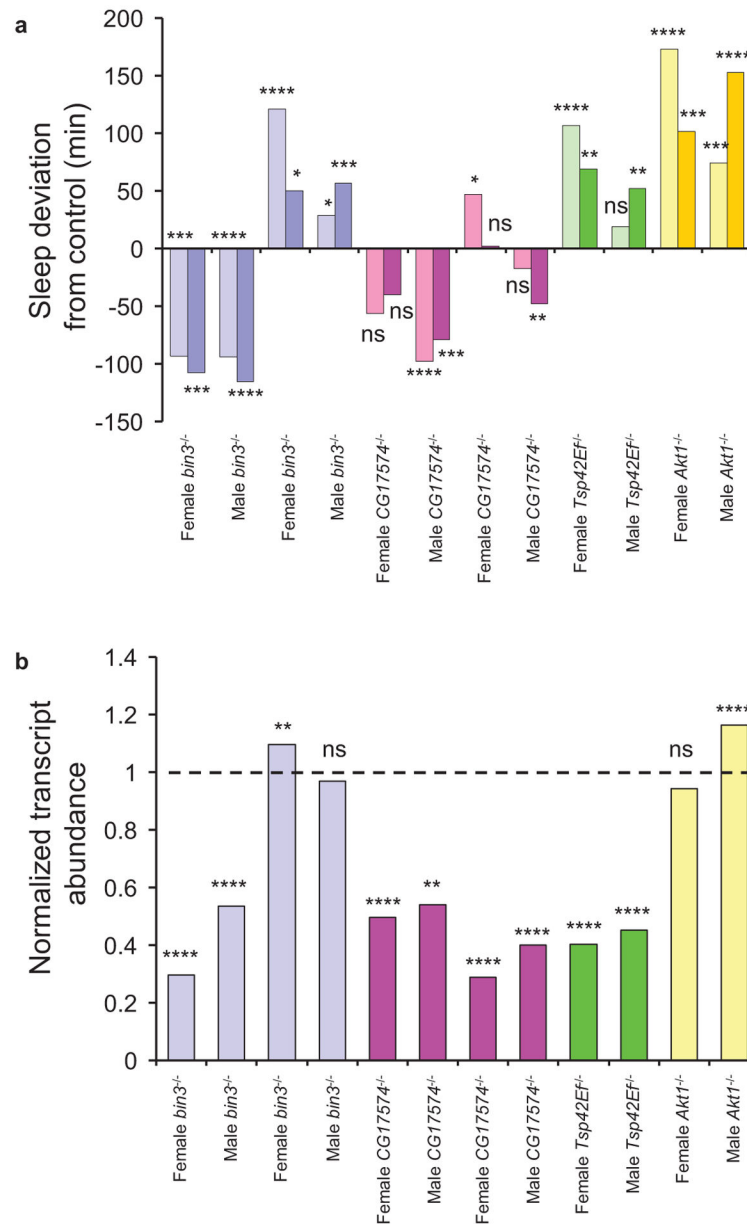 a
Sleep deviation
from control (min)
200
150
100
50
0
-50
-100
-150
***
****
****
*
*
***
***
****
ns
ns
****
***
*
ns
ns
**
****
**
ns
**
****
***
***
****
Female bin3-/-
Male bin3-/-
Female bin3-/-
Male bin3-/-
Female CG17574-/-
Male CG17574-/-
Female CG17574-/-
Male CG17574-/-
Female Tsp42Ef-/-
Male Tsp42Ef-/-
Female Akt1-/-
Male Akt1-/-
b
Normalized transcript
abundance
1.4
1.2
1
0.8
0.6
0.4
0.2
0
****
****
**
ns
****
**
****
****
****
****
ns
****
Female bin3-/-
Male bin3-/-
Female bin3-/-
Male bin3-/-
Female CG17574-/-
Male CG17574-/-
Female CG17574-/-
Male CG17574-/-
Female Tsp42Ef-/-
Male Tsp42Ef-/-
Female Akt1-/-
Male Akt1-/-